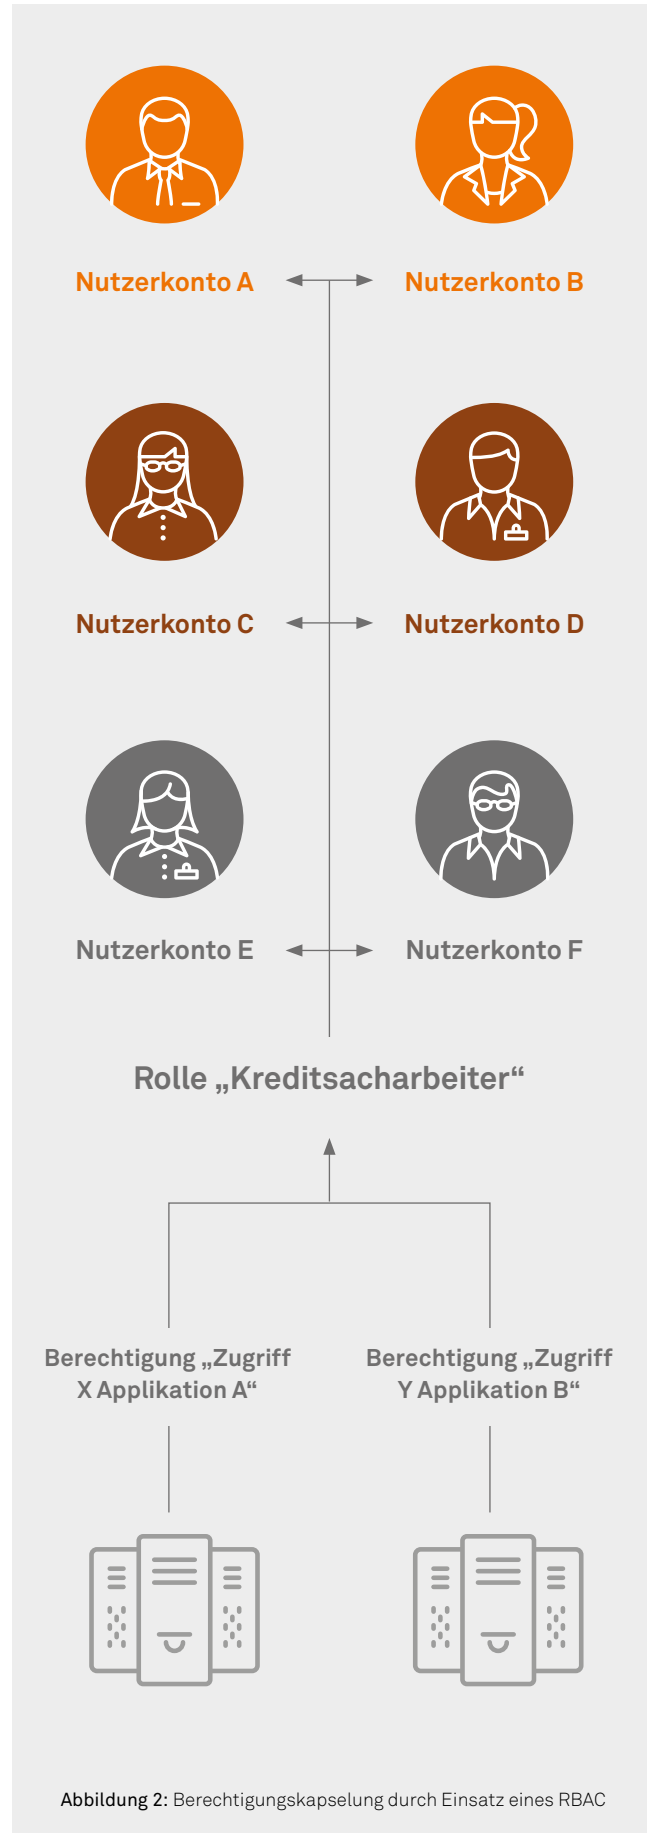 Nutzerkonto A
Nutzerkonto B
Nutzerkonto C
Nutzerkonto D
Nutzerkonto E
Nutzerkonto F
Rolle „Kreditsacharbeiter“
Berechtigung „Zugriff
X Applikation A“
Berechtigung „Zugriff
Y Applikation B“
Abbildung 2: Berechtigungskapselung durch Einsatz eines RBAC